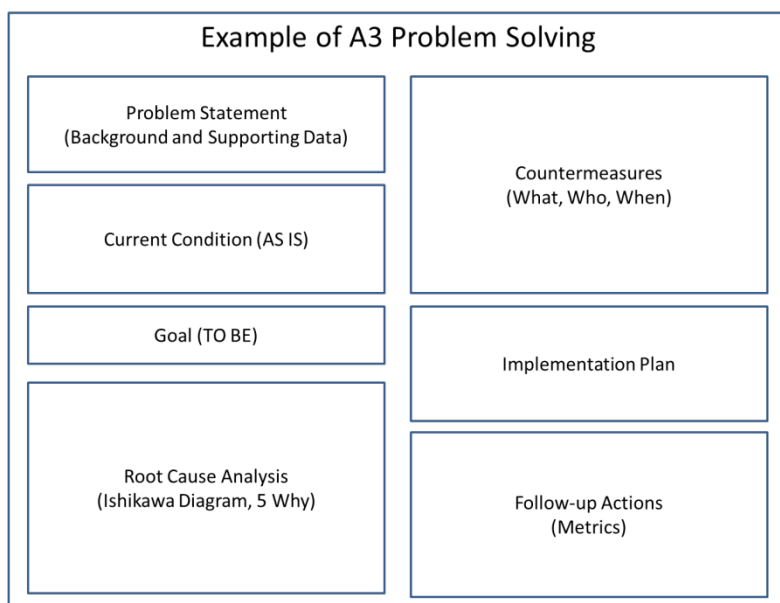 Example of A3 Problem Solving
Problem Statement
(Background and Supporting Data)
Current Condition (AS IS)
Goal (TO BE)
Root Cause Analysis
(Ishikawa Diagram, 5 Why)
Countermeasures
(What, Who, When)
Implementation Plan
Follow-up Actions
(Metrics)